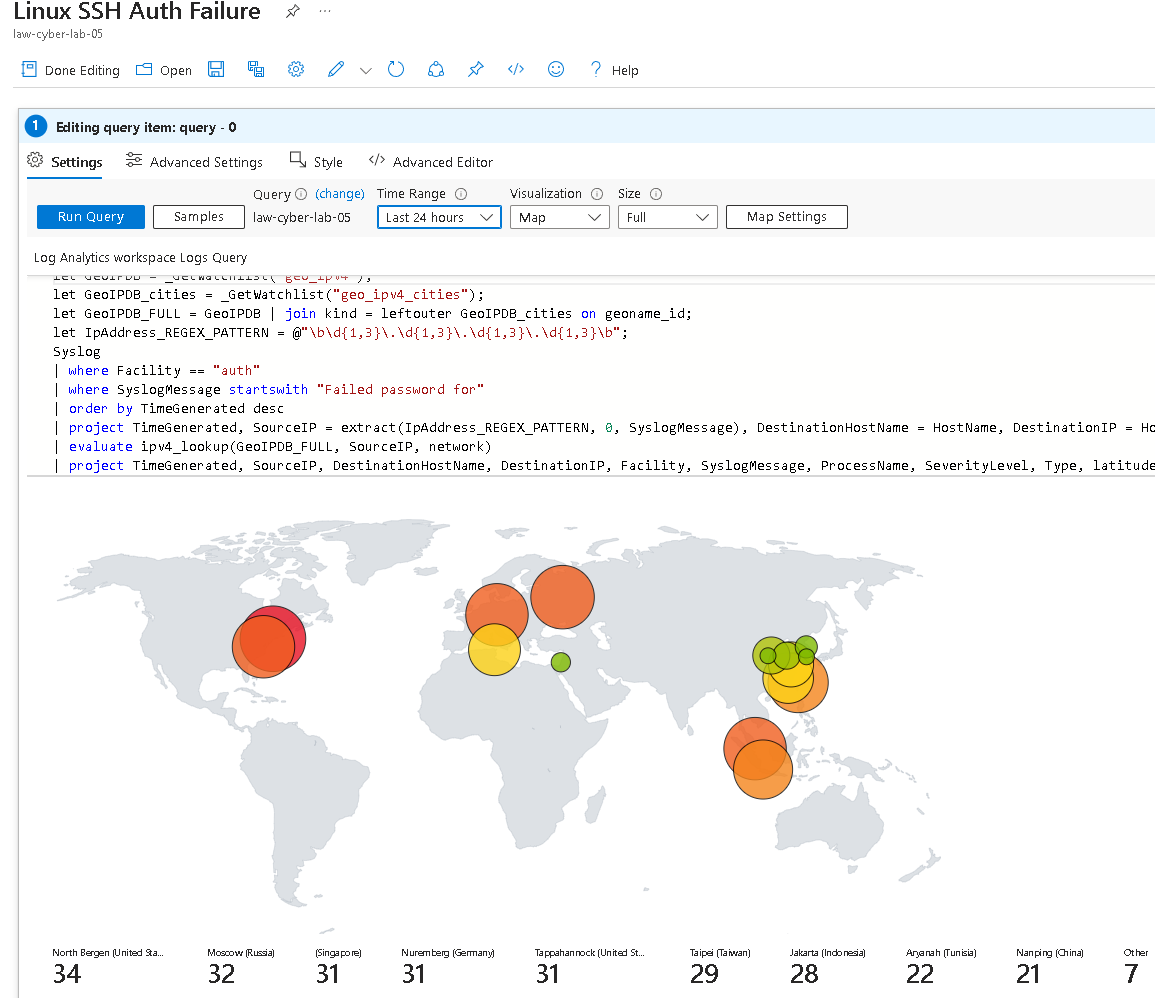 Linux SSH Auth Failure
law-cyber-lab-05
Done Editing Open Help
1 Editing query item: query - 0
Settings Advanced Settings Style Advanced Editor
Query (change) Time Range Visualization Size
Run Query Samples law-cyber-lab-05 Last 24 hours Map Full Map Settings
Log Analytics workspace Logs Query
let GeoIPDB = _GetWatchlist("geo_ipv4");
let GeoIPDB_cities = _GetWatchlist("geo_ipv4_cities");
let GeoIPDB_FULL = GeoIPDB | join kind = leftouter GeoIPDB_cities on geoname_id;
let IpAddress_REGEX_PATTERN = @"\b\d{1,3}\.\d{1,3}\.\d{1,3}\.\d{1,3}\b";
Syslog
| where Facility == "auth"
| where SyslogMessage startswith "Failed password for"
| order by TimeGenerated desc
| project TimeGenerated, SourceIP = extract(IpAddress_REGEX_PATTERN, 0, SyslogMessage), DestinationHostName = HostName, DestinationIP = Ho
| evaluate ipv4_lookup(GeoIPDB_FULL, SourceIP, network)
| project TimeGenerated, SourceIP, DestinationHostName, DestinationIP, Facility, SyslogMessage, ProcessName, SeverityLevel, Type, latitude
North Bergen (United Sta... Moscow (Russia) (Singapore) Nuremberg (Germany) Tappahannock (United St... Taipei (Taiwan) Jakarta (Indonesia) Aryanah (Tunisia) Nanping (China) Other
34 32 31 31 31 29 28 22 21 7